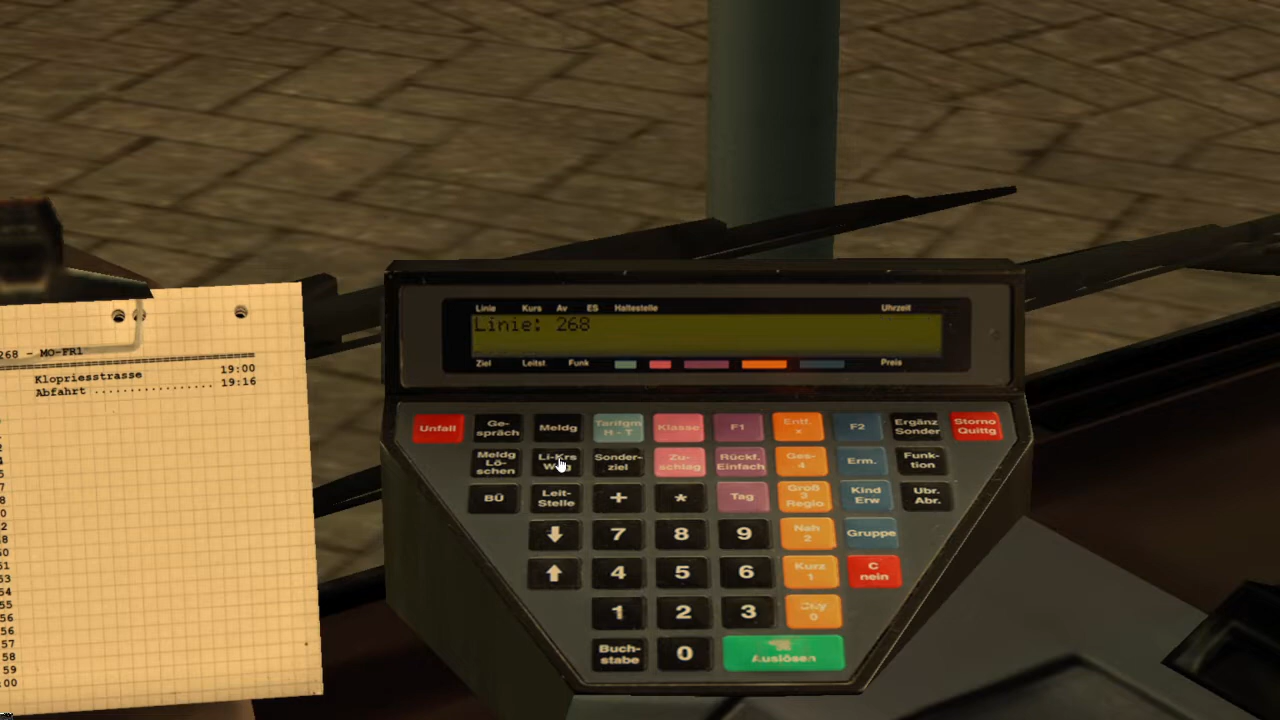 268 - MO-FR1
Klopriesstrasse 19:00
Abfahrt .................. 19:16
Linie Kurs Av ES Haltestelle Uhrzeit
Linie: 268
Ziel Leitst. Funk Preis
Unfall Ge-spräch Meldg Tarifgm H - T Klasse F1 Entf. x F2 Ergänz Sonder Storno Quittg
Meldg Lö-schen Li-Krs Sonder-ziel Zu-schlag Rückf. Einfach Ges- 4 Erm. Funk-tion
BÜ Leit-Stelle + * Tag Groß 3 Regio Kind Erw Ubr. Abr.
↓ 7 8 9 Nah 2 Gruppe
↑ 4 5 6 Kurz 1 C nein
1 2 3 City 0
Buch-stabe 0 Auslösen